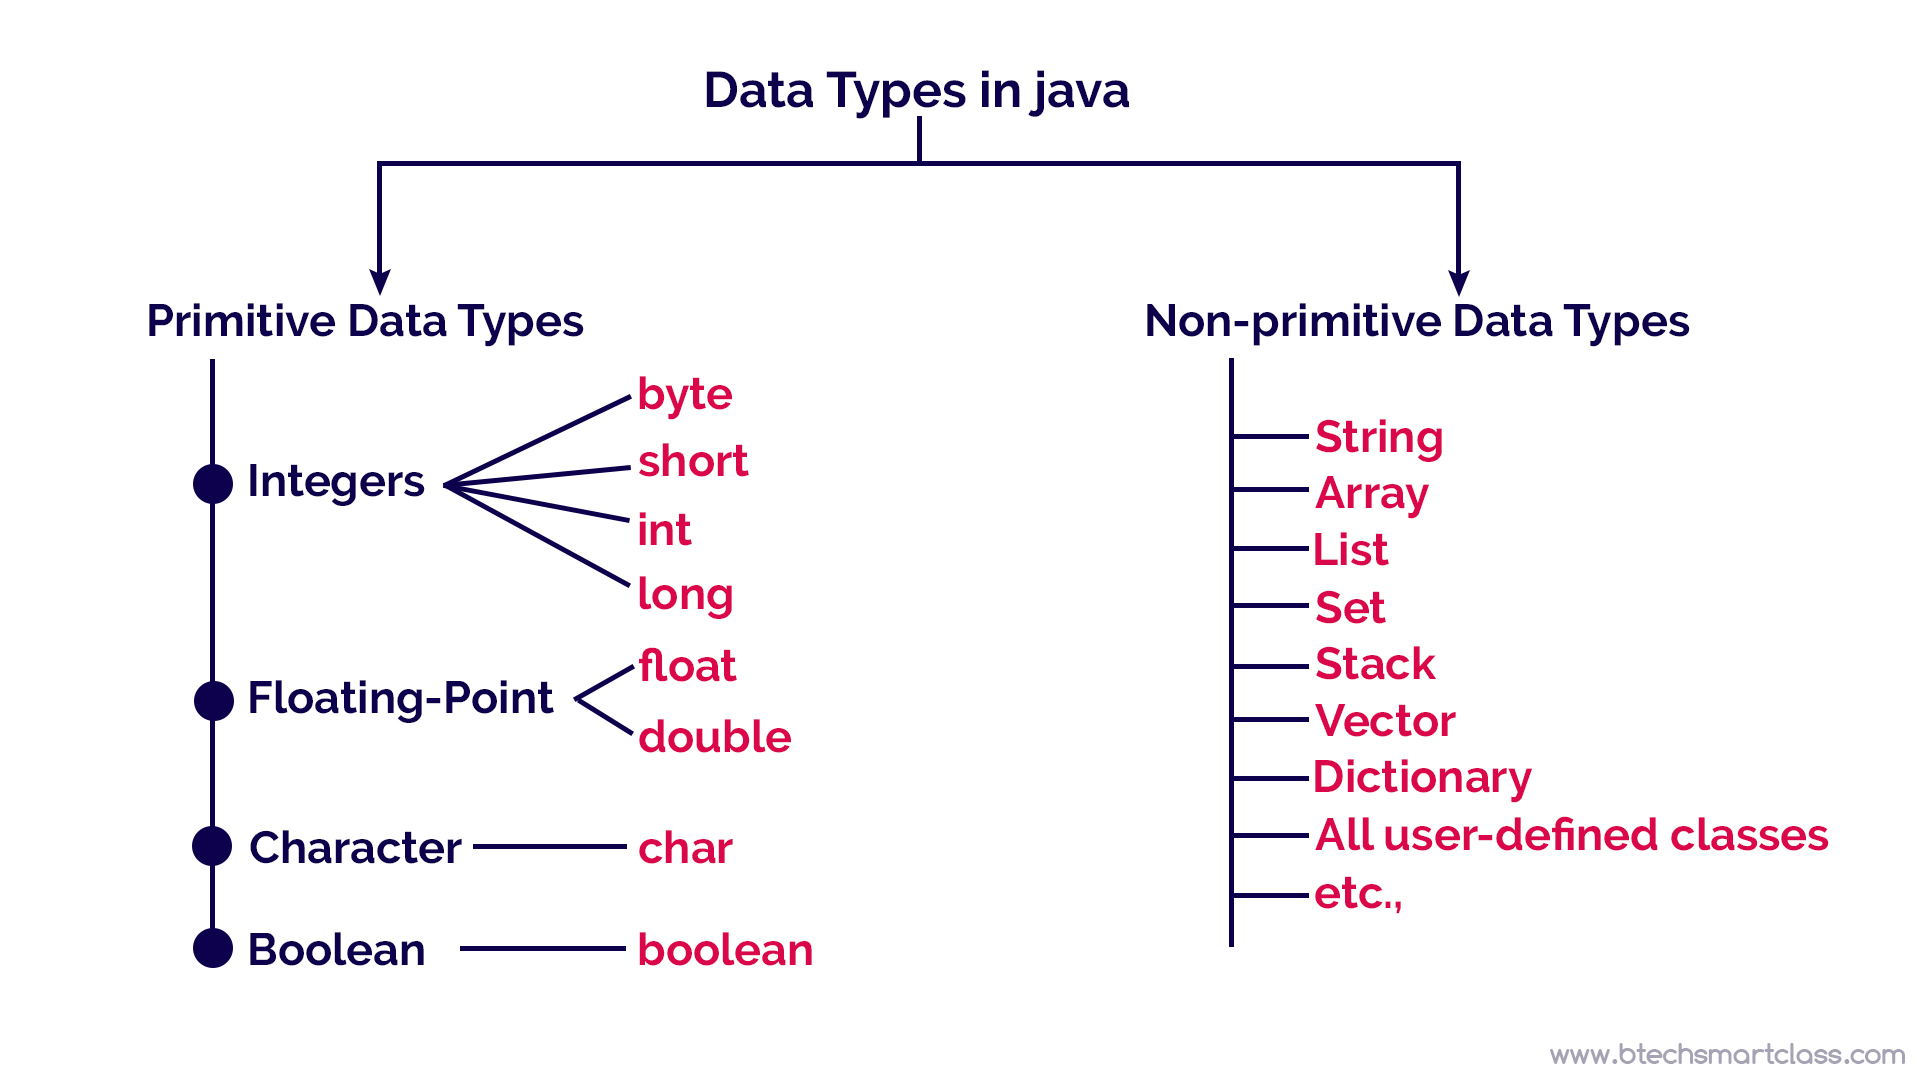 Data Types in java
Primitive Data Types
Integers
byte
short
int
long
Floating-Point
float
double
Character
char
Boolean
boolean
Non-primitive Data Types
String
Array
List
Set
Stack
Vector
Dictionary
All user-defined classes
etc.,
www.btechsmartclass.com